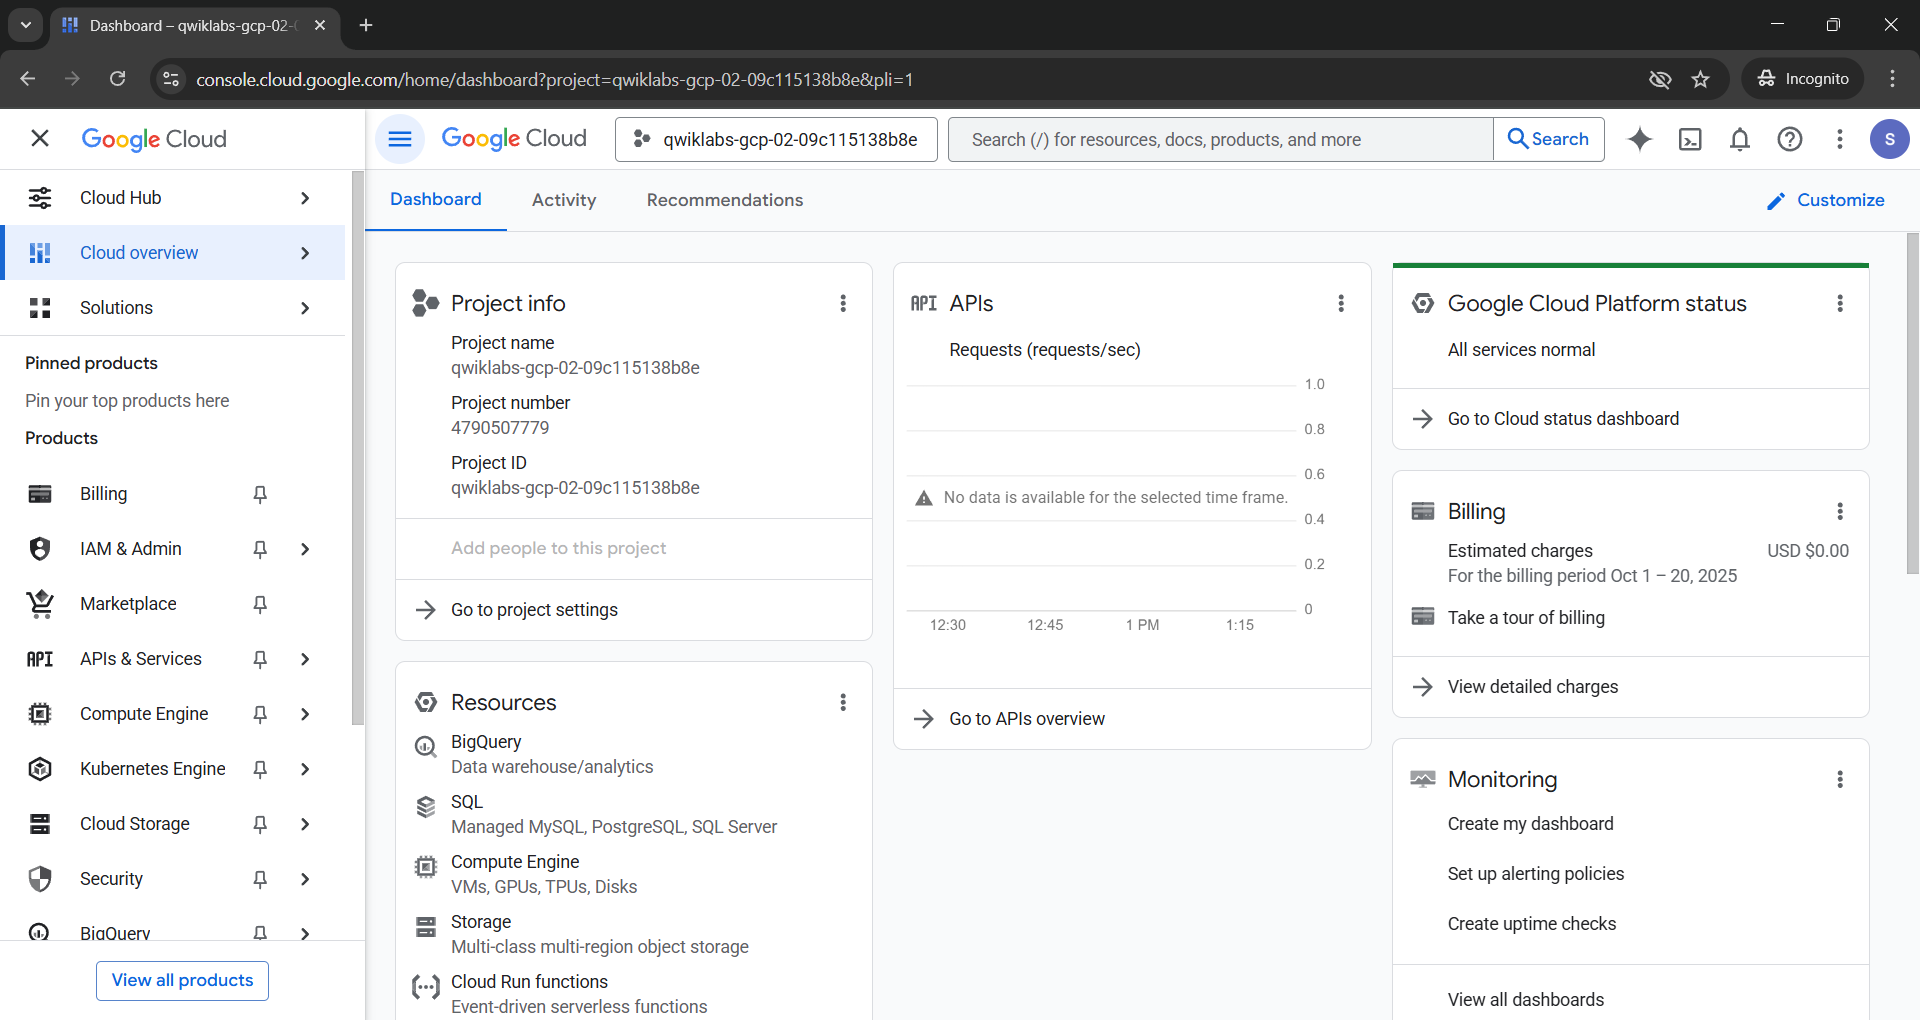 Dashboard – qwiklabs-gcp-02-
console.cloud.google.com/home/dashboard?project=qwiklabs-gcp-02-09c115138b8e&pli=1
Incognito
Google Cloud
Google Cloud
qwiklabs-gcp-02-09c115138b8e
Search (/) for resources, docs, products, and more
Search
S
Cloud Hub
Cloud overview
Solutions
Pinned products
Pin your top products here
Products
Billing
IAM & Admin
Marketplace
API
APIs & Services
Compute Engine
Kubernetes Engine
Cloud Storage
Security
BigQuery
View all products
Dashboard
Activity
Recommendations
Customize
Project info
Project name
qwiklabs-gcp-02-09c115138b8e
Project number
4790507779
Project ID
qwiklabs-gcp-02-09c115138b8e
Add people to this project
Go to project settings
Resources
BigQuery
Data warehouse/analytics
SQL
Managed MySQL, PostgreSQL, SQL Server
Compute Engine
VMs, GPUs, TPUs, Disks
Storage
Multi-class multi-region object storage
Cloud Run functions
Event-driven serverless functions
API APIs
Requests (requests/sec)
1.0
0.8
0.6
No data is available for the selected time frame.
0.4
0.2
0
12:30 12:45 1 PM 1:15
Go to APIs overview
Google Cloud Platform status
All services normal
Go to Cloud status dashboard
Billing
Estimated charges USD $0.00
For the billing period Oct 1 – 20, 2025
Take a tour of billing
View detailed charges
Monitoring
Create my dashboard
Set up alerting policies
Create uptime checks
View all dashboards